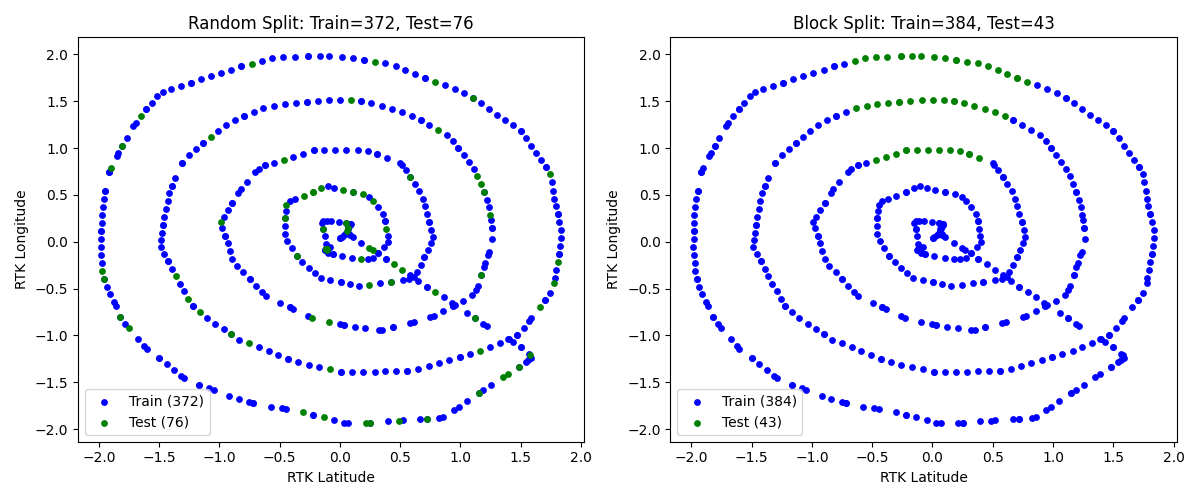 Random Split: Train=372, Test=76
RTK Longitude
2.0
1.5
1.0
0.5
0.0
−0.5
−1.0
−1.5
−2.0
Train (372)
Test (76)
−2.0 −1.5 −1.0 −0.5 0.0 0.5 1.0 1.5 2.0
RTK Latitude
Block Split: Train=384, Test=43
RTK Longitude
2.0
1.5
1.0
0.5
0.0
−0.5
−1.0
−1.5
−2.0
Train (384)
Test (43)
−2.0 −1.5 −1.0 −0.5 0.0 0.5 1.0 1.5 2.0
RTK Latitude